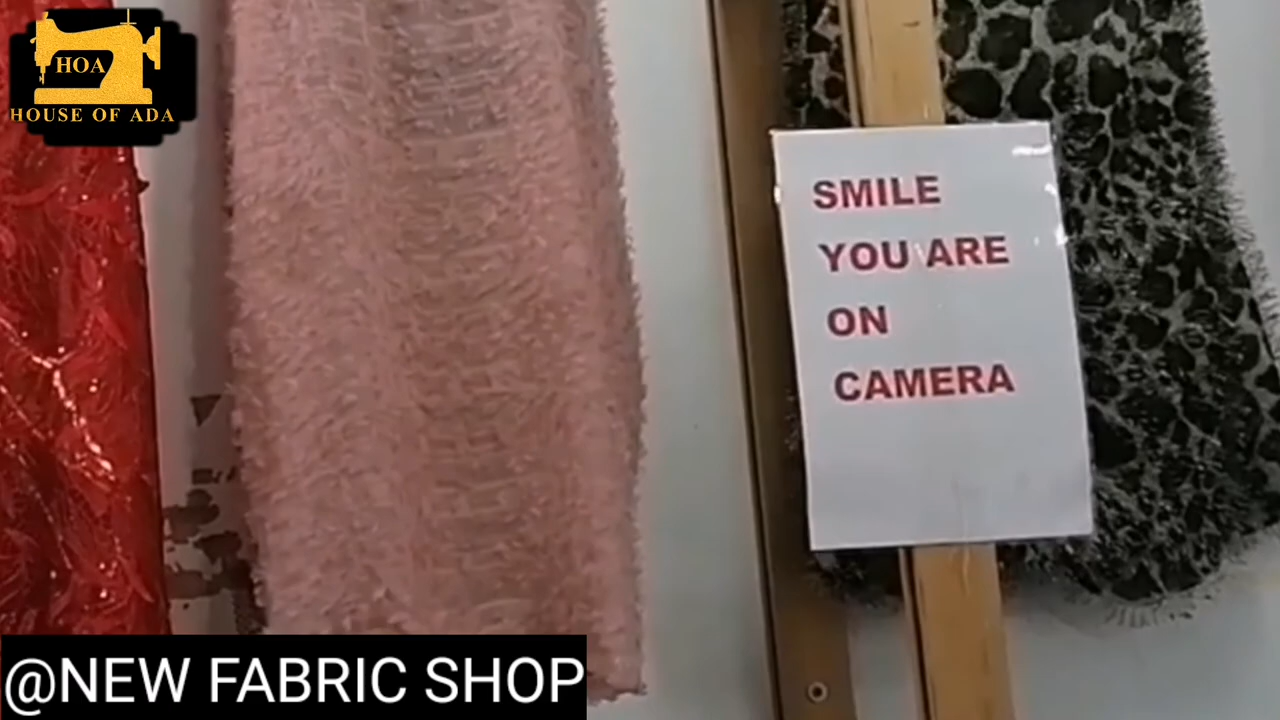 HOA
HOUSE OF ADA
SMILE
YOU ARE
ON
CAMERA
@NEW FABRIC SHOP